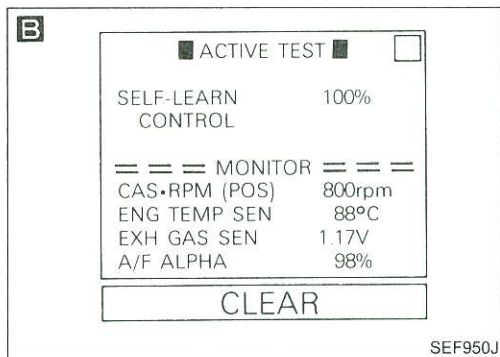 B
■ ACTIVE TEST ■
SELF-LEARN 100%
CONTROL
= = = MONITOR = = =
CAS•RPM (POS) 800rpm
ENG TEMP SEN 88°C
EXH GAS SEN 1.17V
A/F ALPHA 98%
CLEAR
SEF950J